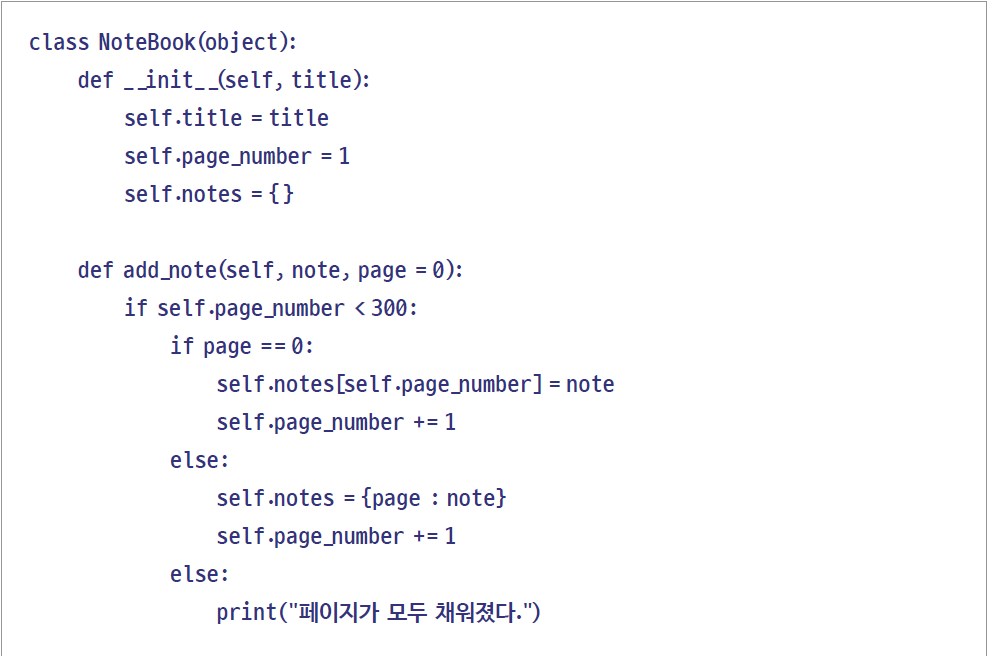 class NoteBook(object):
    def __init__(self, title):
        self.title = title
        self.page_number = 1
        self.notes = {}

    def add_note(self, note, page = 0):
        if self.page_number < 300:
            if page == 0:
                self.notes[self.page_number] = note
                self.page_number += 1
            else:
                self.notes = {page : note}
                self.page_number += 1
            else:
                print("페이지가 모두 채워졌다.")